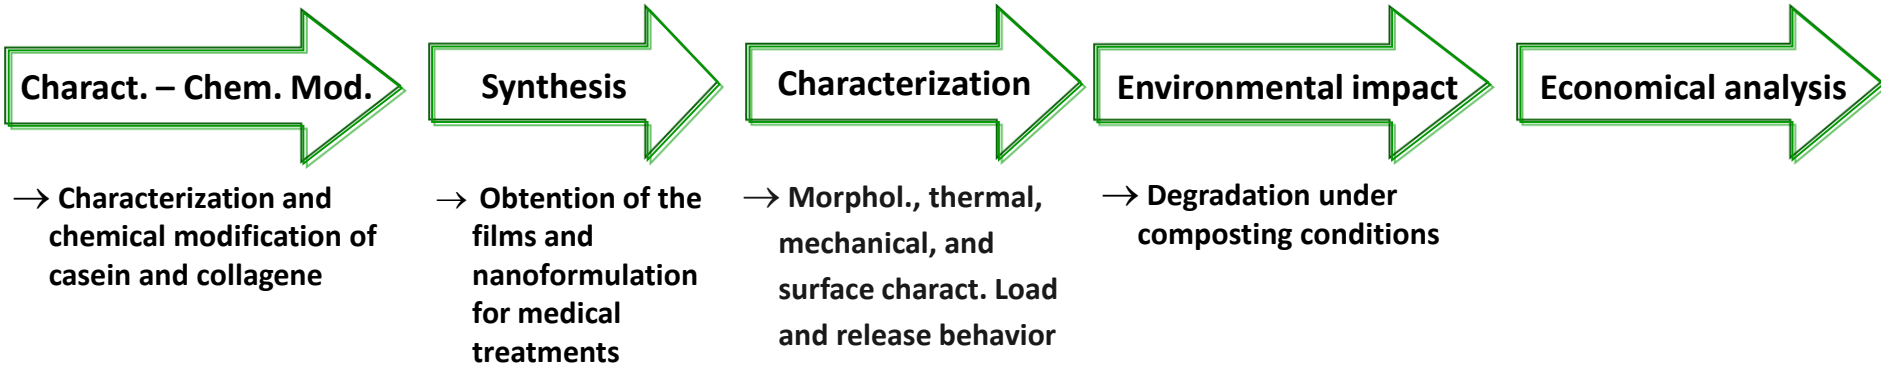 Charact. – Chem. Mod.
→ Characterization and
chemical modification of
casein and collagene
Synthesis
→ Obtention of the
films and
nanoformulation
for medical
treatments
Characterization
→ Morphol., thermal,
mechanical, and
surface charact. Load
and release behavior
Environmental impact
→ Degradation under
composting conditions
Economical analysis